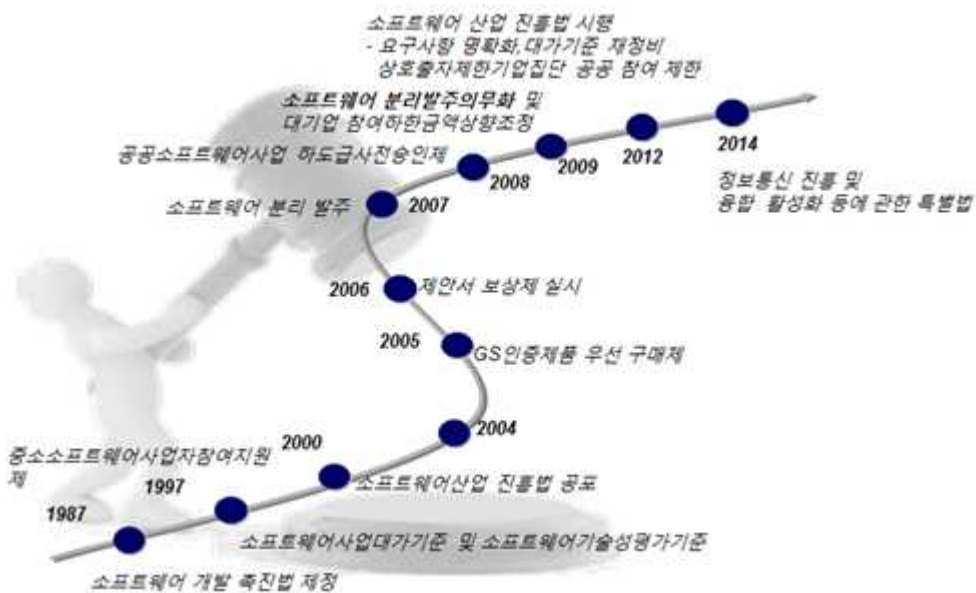 소프트웨어 산업 진흥법 시행
- 요구사항 명확화,대가기준 재정비
상호출자제한기업집단 공공 참여 제한
소프트웨어 분리발주의무화 및
대기업 참여하한금액상향조정
공공소프트웨어사업 하도급사전승인제
소프트웨어 분리 발주
2007
2008
2009
2012
2014
정보통신 진흥 및
융합 활성화 등에 관한 특별법
2006
제안서 보상제 실시
2005
GS인증제품 우선 구매제
2004
2000
중소소프트웨어사업자참여지원
제
1997
소프트웨어산업 진흥법 공포
1987
소프트웨어사업대가기준 및 소프트웨어기술성평가기준
소프트웨어 개발 촉진법 제정